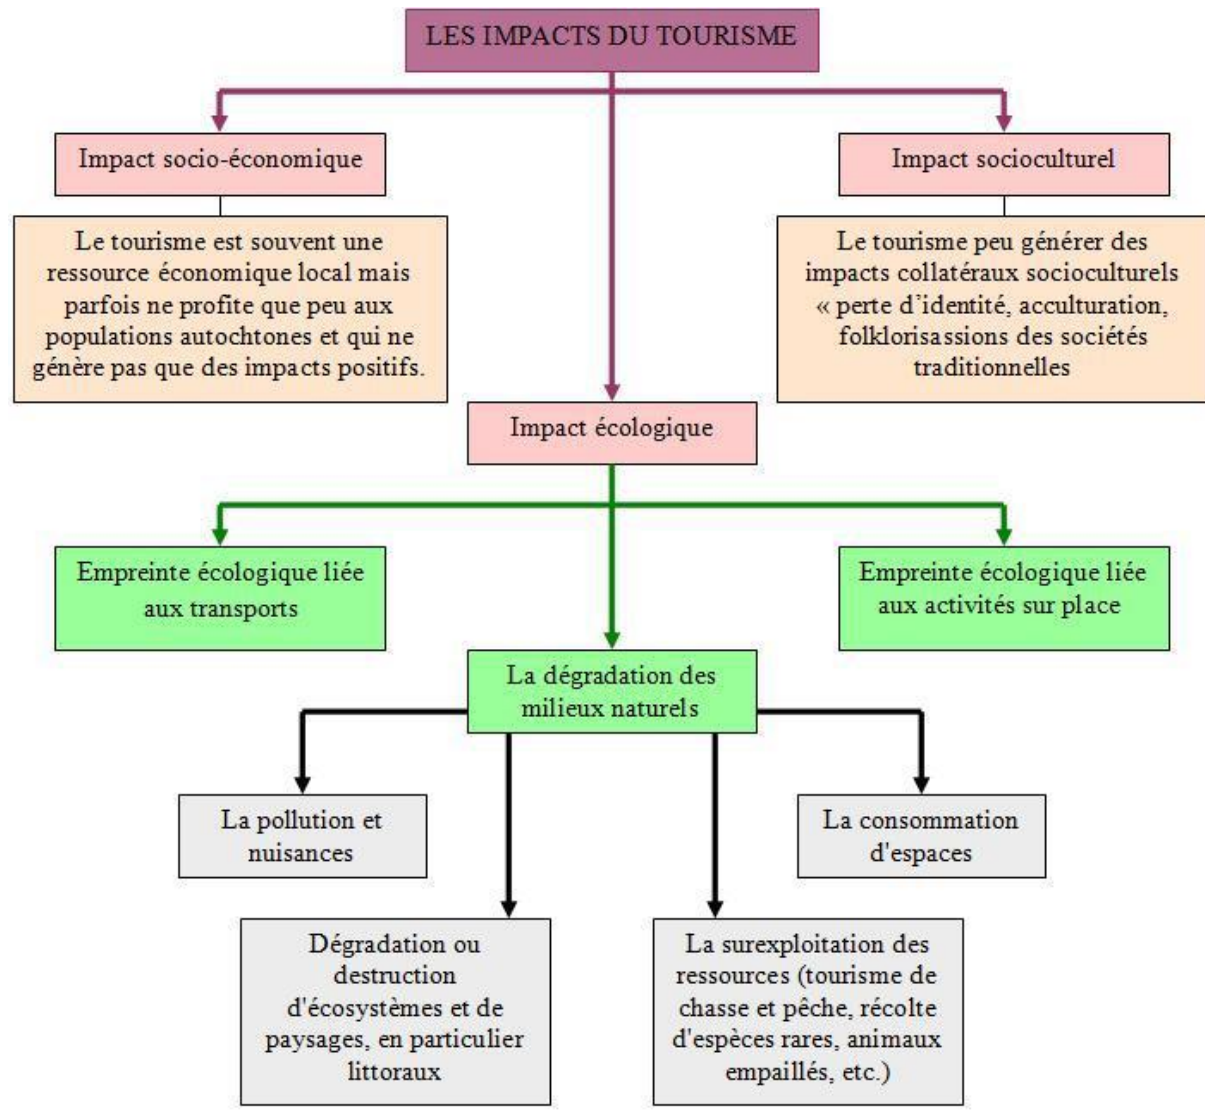 LES IMPACTS DU TOURISME
Impact socio-économique
Impact socioculturel
Le tourisme est souvent une
ressource économique local mais
parfois ne profite que peu aux
populations autochtones et qui ne
génère pas que des impacts positifs.
Le tourisme peu générer des
impacts collatéraux socioculturels
« perte d’identité, acculturation,
folklorisassions des sociétés
traditionnelles
Impact écologique
Empreinte écologique liée
aux transports
Empreinte écologique liée
aux activités sur place
La dégradation des
milieux naturels
La pollution et
nuisances
La consommation
d'espaces
Dégradation ou
destruction
d'écosystèmes et de
paysages, en particulier
littoraux
La surexploitation des
ressources (tourisme de
chasse et pêche, récolte
d'espèces rares, animaux
empaillés, etc.)